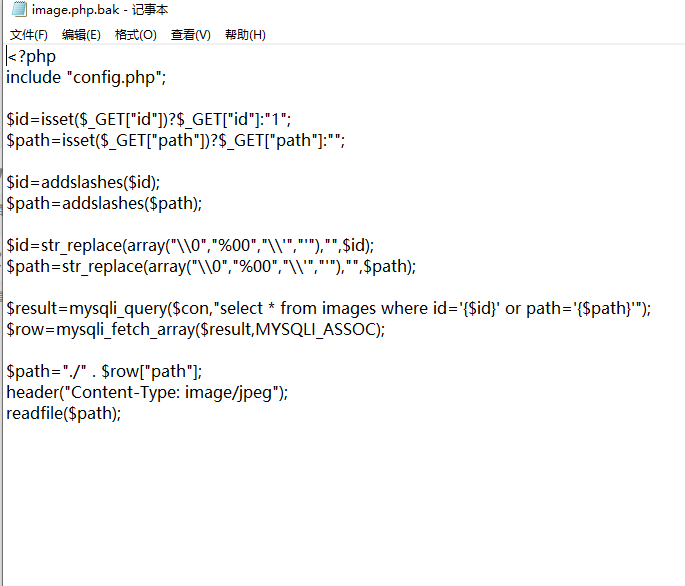 image.php.bak - 记事本
文件(F) 编辑(E) 格式(O) 查看(V) 帮助(H)
<?php
include "config.php";
$id=isset($_GET["id"])?$_GET["id"]:"1";
$path=isset($_GET["path"])?$_GET["path"]:"";
$id=addslashes($id);
$path=addslashes($path);
$id=str_replace(array("\\0","%00","\\'","'"),"",$id);
$path=str_replace(array("\\0","%00","\\'","'"),"",$path);
$result=mysqli_query($con,"select * from images where id='{$id}' or path='{$path}'");
$row=mysqli_fetch_array($result,MYSQLI_ASSOC);
$path="./" . $row["path"];
header("Content-Type: image/jpeg");
readfile($path);